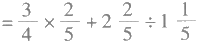 = 3/4 × 2/5 + 2 2/5 ÷ 1 1/5